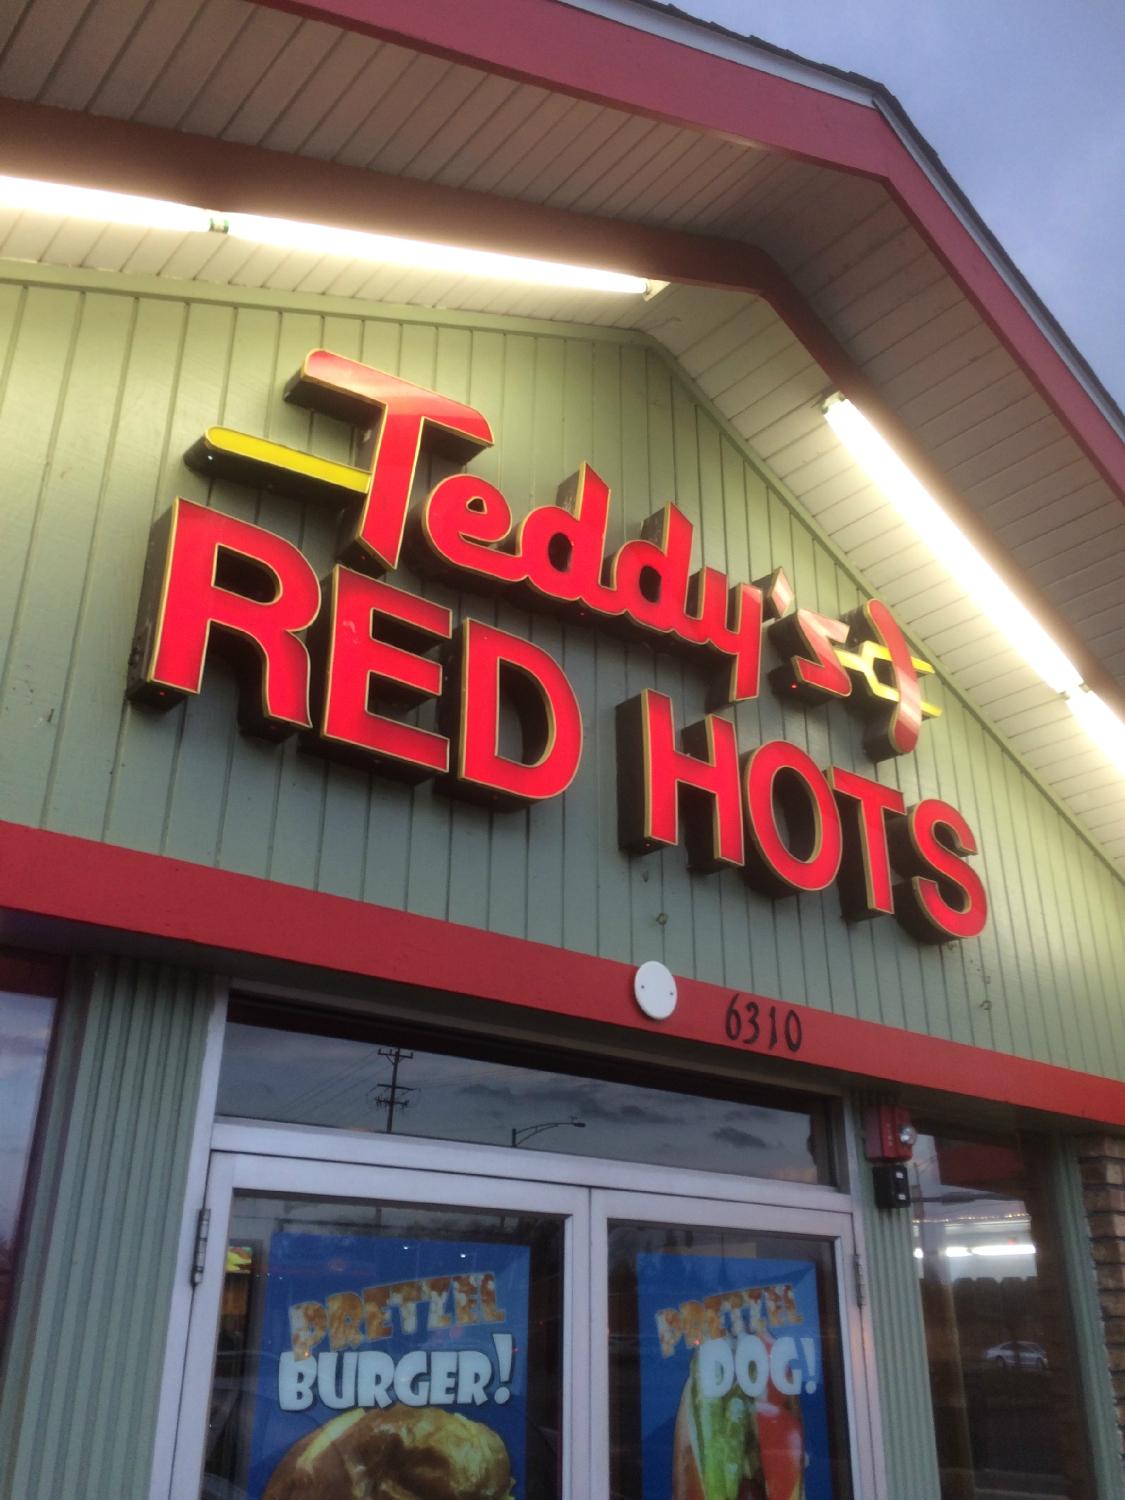 Teddy's
RED HOTS
6310
PRETZEL
BURGER!
PRETZEL
DOG!